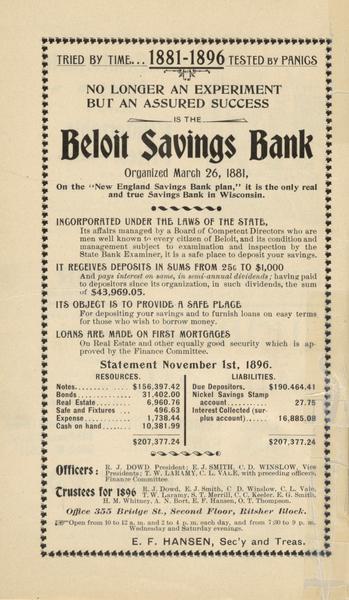 TRIED BY TIME... 1881-1896 TESTED BY PANICS
NO LONGER AN EXPERIMENT
BUT AN ASSURED SUCCESS
IS THE
Beloit Savings Bank
Organized March 26, 1881,
On the "New England Savings Bank plan," it is the only real
and true Savings Bank in Wisconsin.
INCORPORATED UNDER THE LAWS OF THE STATE,
Its affairs managed by a Board of Competent Directors who are
men well known to every citizen of Beloit, and its condition and
management subject to examination and inspection by the
State Bank Examiner, it is a safe place to deposit your savings.
IT RECEIVES DEPOSITS IN SUMS FROM 25c TO $1,000
And pays interest on same, in semi-annual dividends; having paid
to depositors since its organization, in such dividends, the sum
of $43,969.05.
ITS OBJECT IS TO PROVIDE A SAFE PLACE
For depositing your savings and to furnish loans on easy terms
for those who wish to borrow money.
LOANS ARE MADE ON FIRST MORTGAGES
On Real Estate and other equally good security which is ap-
proved by the Finance Committee.
Statement November 1st, 1896.
RESOURCES.
Notes $156,397.42
Bonds 31,402.00
Real Estate 6,960.76
Safe and Fixtures 496.63
Expense 1,738.44
Cash on hand 10,381.99
$207,377.24
LIABILITIES.
Due Depositors, $190,464.41
Nickel Savings Stamp
account 27.75
Interest Collected (sur-
plus account) 16,885.08
$207,377.24
Officers: R. J. DOWD, President; E. J. SMITH, C. D. WINSLOW, Vice
Presidents; T. W. LARAMY, C. L. VALE, with preceding officers,
Finance Committee
Trustees for 1896 R. J. Dowd, E. J. Smith, C. D. Winslow, C. L. Vale,
T. W. Laramy, S. T. Merrill, C. C. Keeler, E. G. Smith,
H. M. Whitney, A. N. Bort, E. F. Hansen, O. T. Thompson.
Office 355 Bridge St., Second Floor, Ritsher Block.
Open from 10 to 12 a. m. and 2 to 4 p. m. each day, and from 7:30 to 9 p. m.
Wednesday and Saturday evenings.
E. F. HANSEN, Sec'y and Treas.